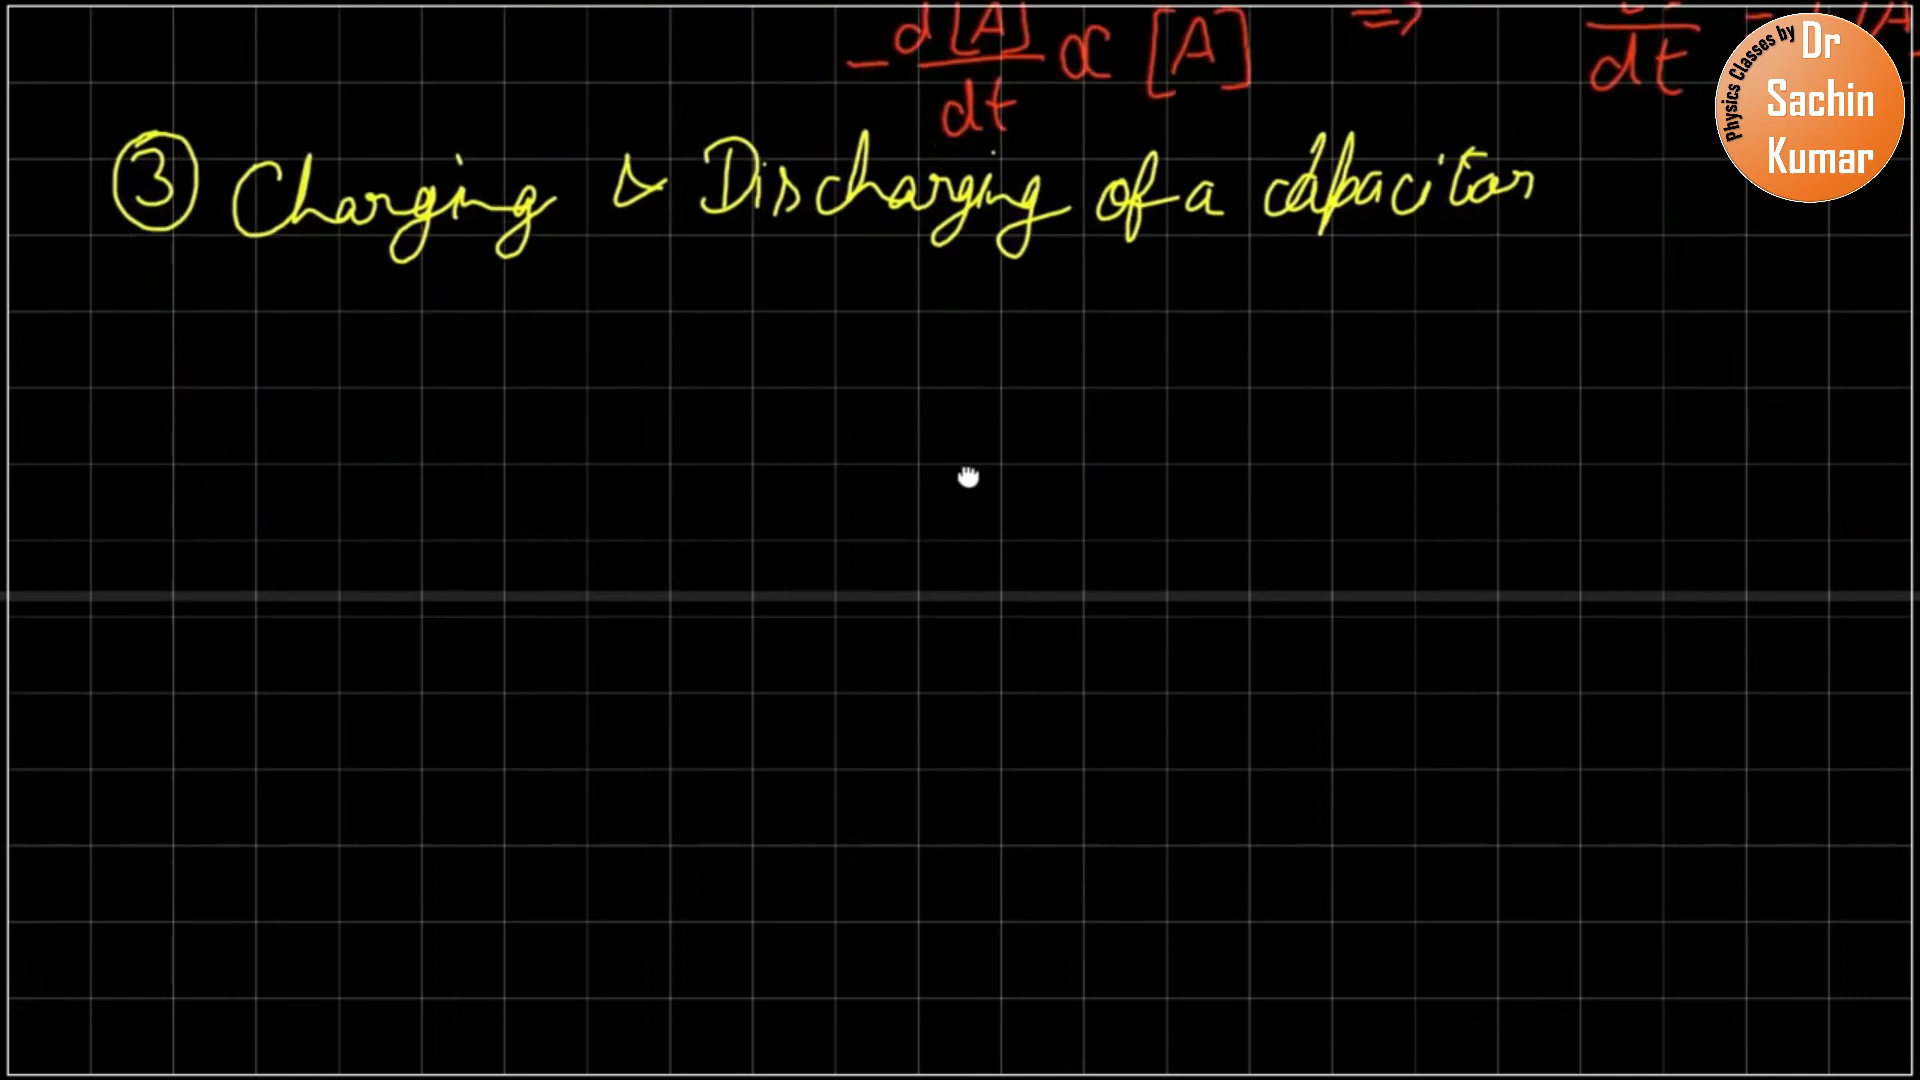 -d[A]/dt ∝ [A] ⇒ dt
③ Charging & Discharging of a capacitor
Physics Classes by
Dr
Sachin
Kumar